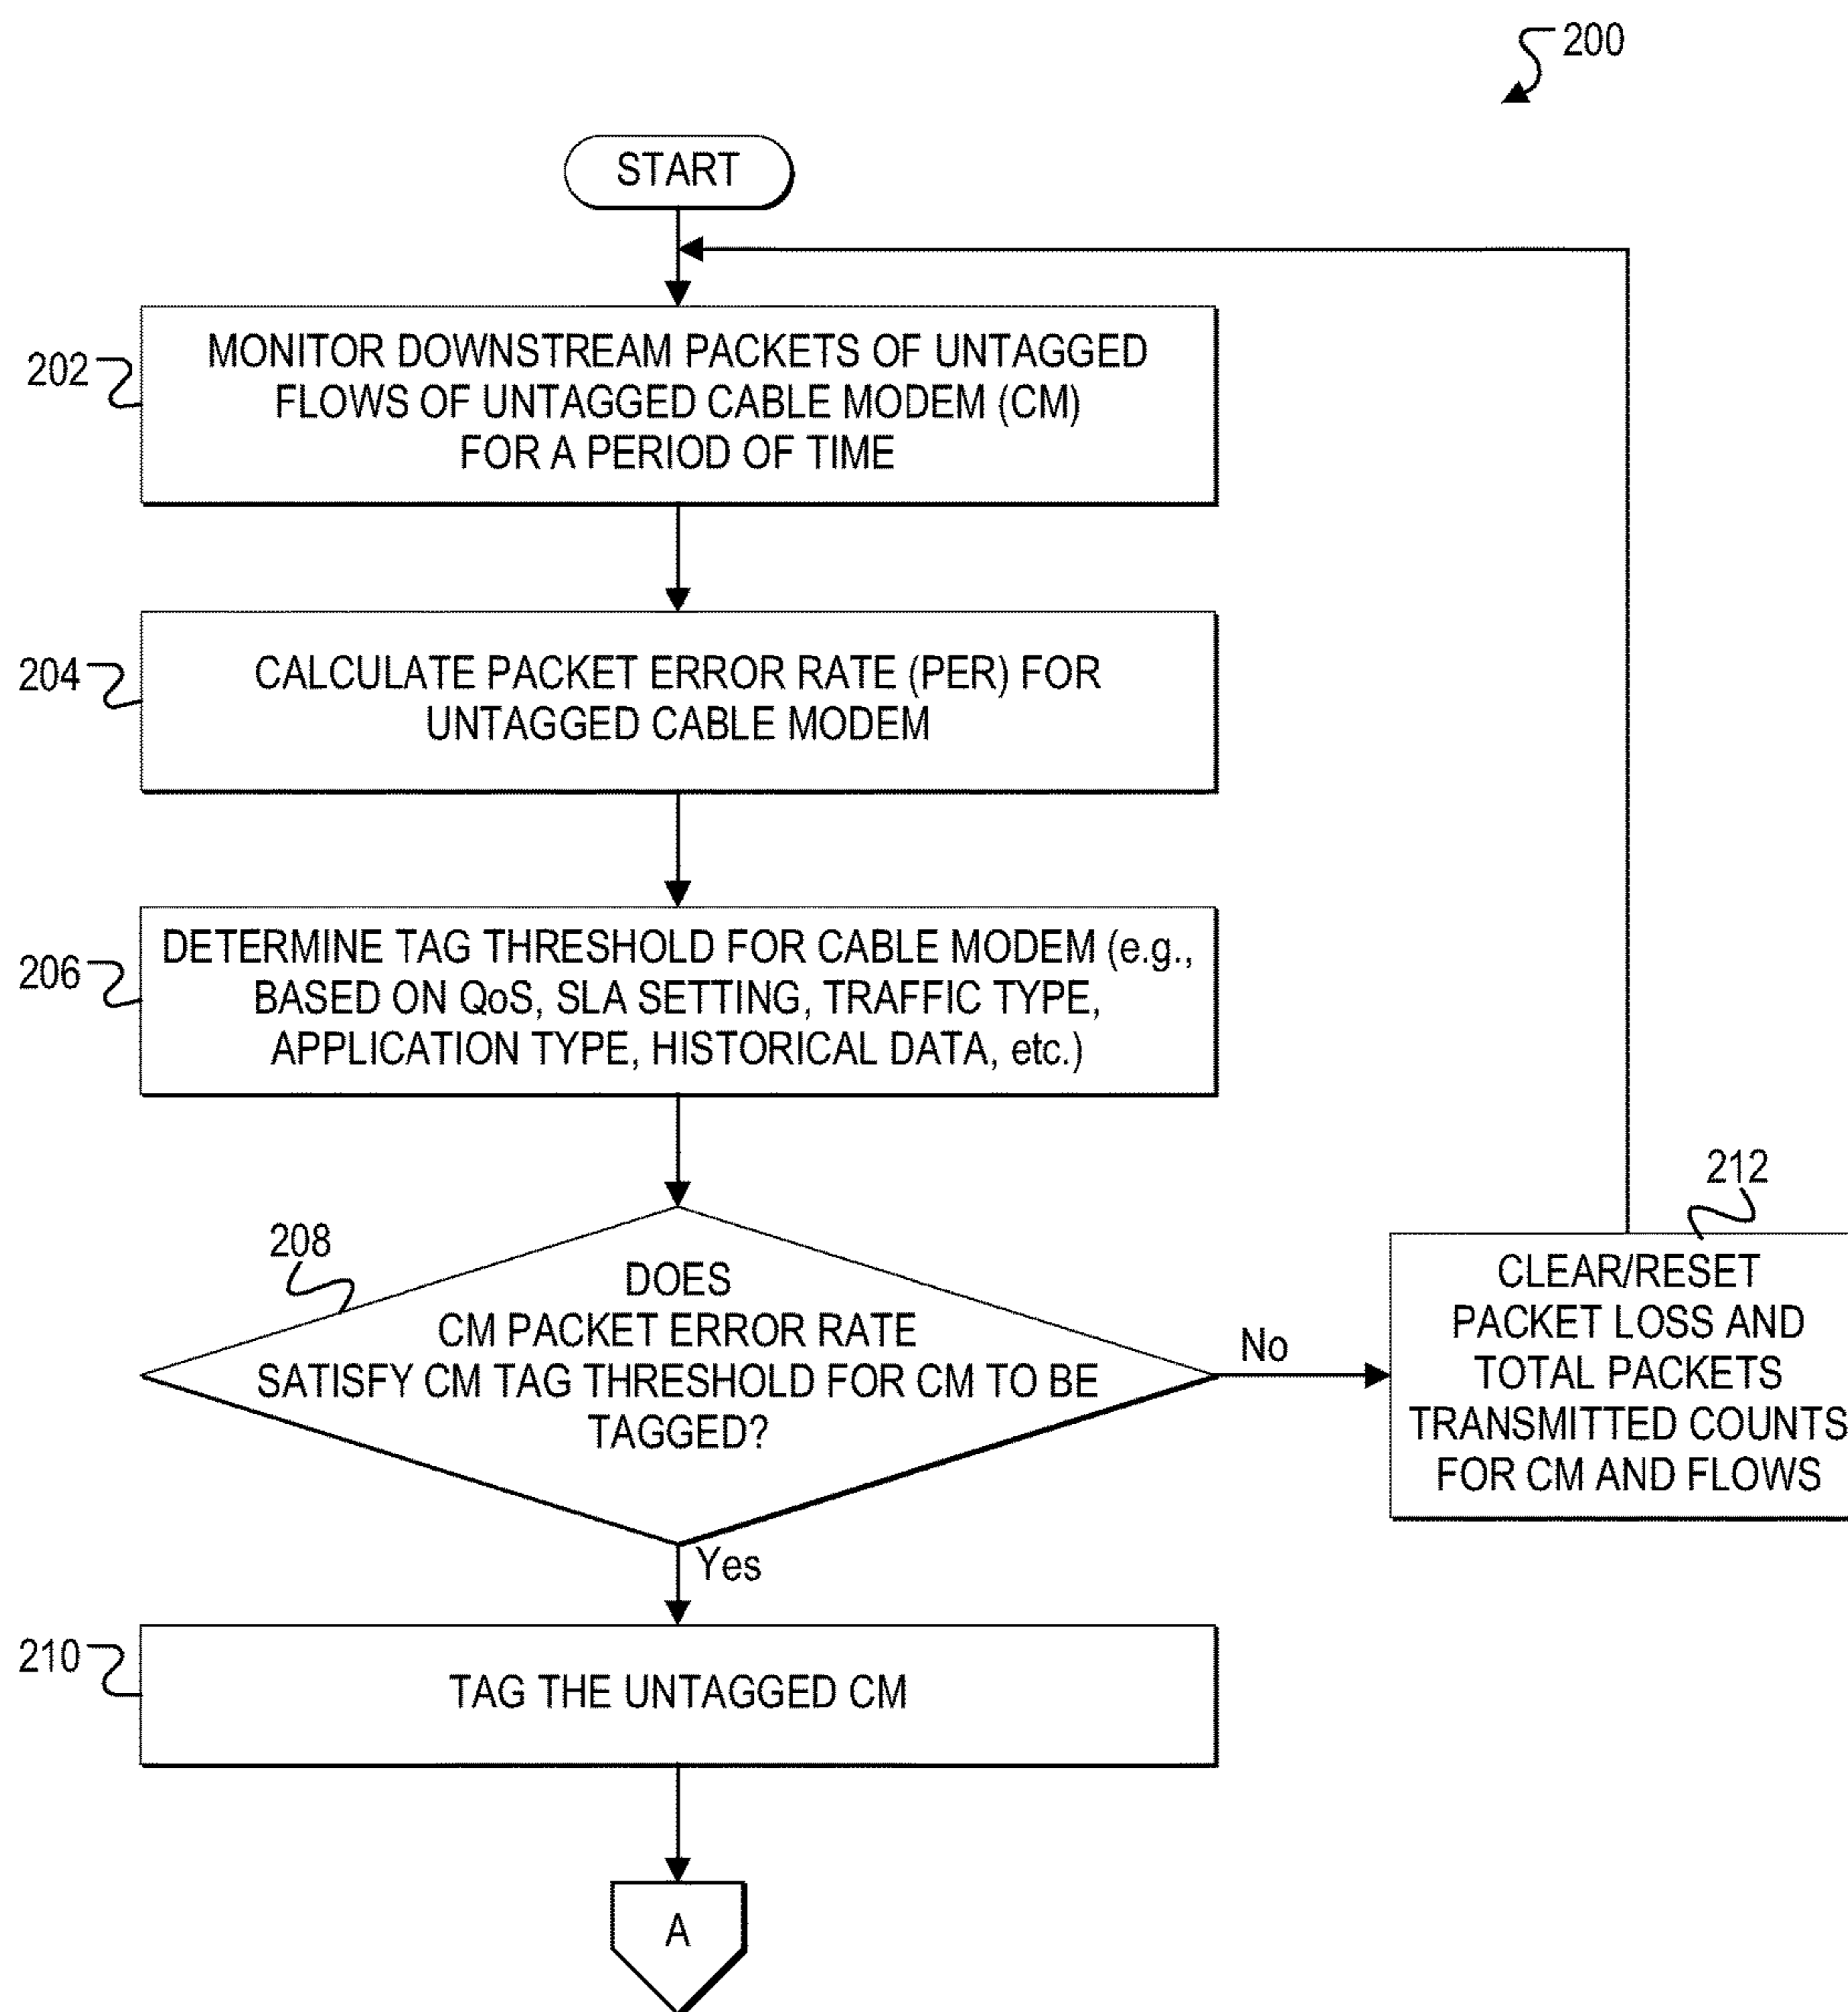 200
START
202
MONITOR DOWNSTREAM PACKETS OF UNTAGGED
FLOWS OF UNTAGGED CABLE MODEM (CM)
FOR A PERIOD OF TIME
204
CALCULATE PACKET ERROR RATE (PER) FOR
UNTAGGED CABLE MODEM
206
DETERMINE TAG THRESHOLD FOR CABLE MODEM (e.g.,
BASED ON QoS, SLA SETTING, TRAFFIC TYPE,
APPLICATION TYPE, HISTORICAL DATA, etc.)
208
DOES
CM PACKET ERROR RATE
SATISFY CM TAG THRESHOLD FOR CM TO BE
TAGGED?
No
212
CLEAR/RESET
PACKET LOSS AND
TOTAL PACKETS
TRANSMITTED COUNTS
FOR CM AND FLOWS
Yes
210
TAG THE UNTAGGED CM
A